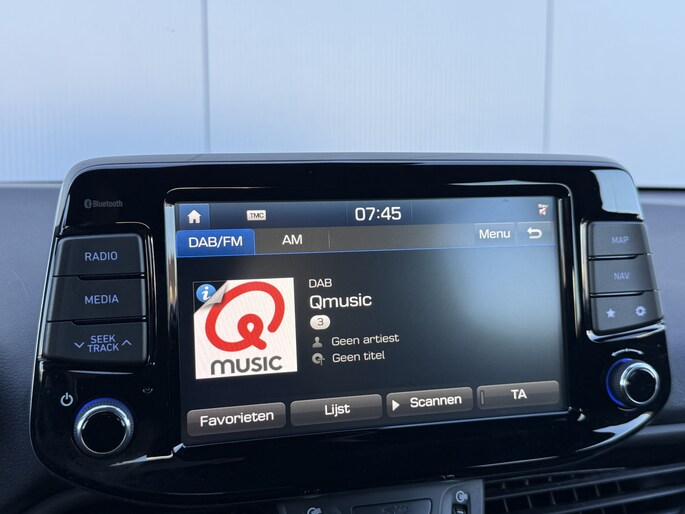 Bluetooth
TMC
07:45
DAB/FM
AM
Menu
RADIO
MEDIA
SEEK
TRACK
MAP
NAV
i
Q
MUSIC
DAB
Qmusic
3
Geen artiest
Geen titel
Favorieten
Lijst
Scannen
TA